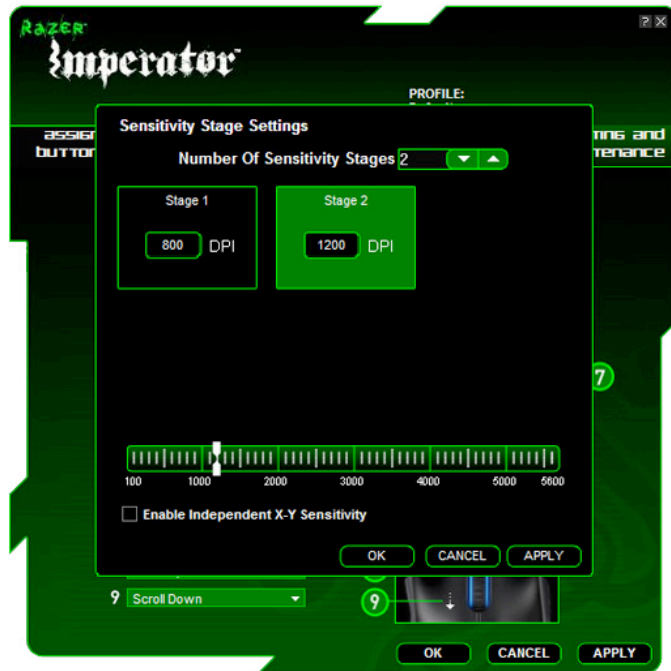 RAZER
Imperator™
PROFILE:
Sensitivity Stage Settings
Number Of Sensitivity Stages 2
Stage 1
Stage 2
800 DPI
1200 DPI
100 1000 2000 3000 4000 5000 5600
Enable Independent X-Y Sensitivity
OK CANCEL APPLY
7
9 Scroll Down
9
OK CANCEL APPLY